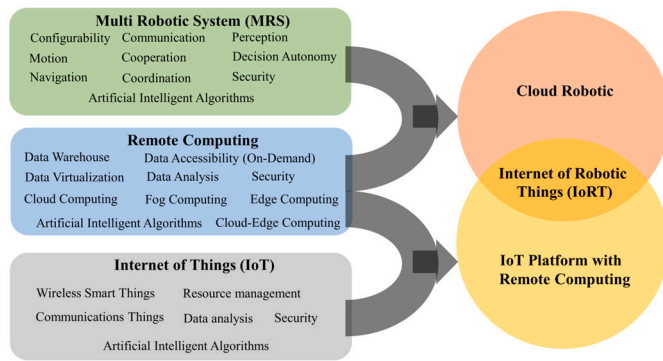 Multi Robotic System (MRS)
Configurability Communication Perception
Motion Cooperation Decision Autonomy
Navigation Coordination Security
Artificial Intelligent Algorithms
Remote Computing
Data Warehouse Data Accessibility (On-Demand)
Data Virtualization Data Analysis Security
Cloud Computing Fog Computing Edge Computing
Artificial Intelligent Algorithms Cloud-Edge Computing
Internet of Things (IoT)
Wireless Smart Things Resource management
Communications Things Data analysis Security
Artificial Intelligent Algorithms
Cloud Robotic
Internet of Robotic
Things (IoRT)
IoT Platform with
Remote Computing